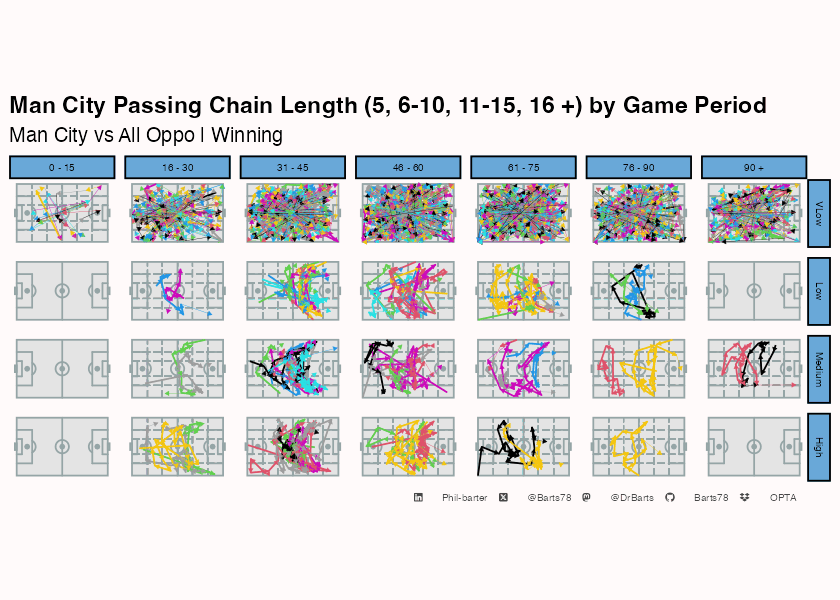 Man City Passing Chain Length (5, 6-10, 11-15, 16 +) by Game Period
Man City vs All Oppo I Winning
0 - 15 16 - 30 31 - 45 46 - 60 61 - 75 76 - 90 90 +
V.Low
Low
Medium
High
Phil-barter @Barts78 @DrBarts Barts78 OPTA